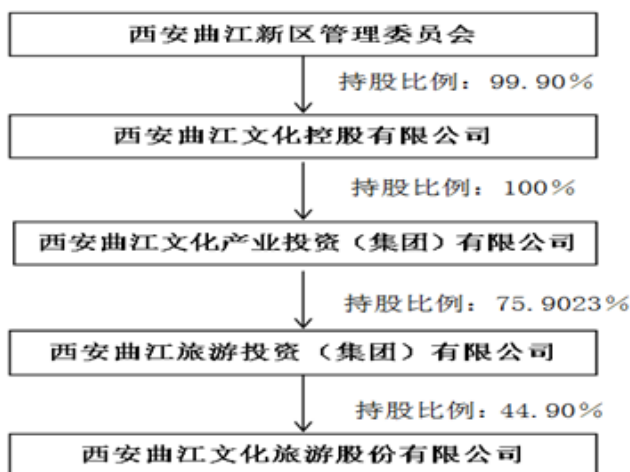 西安曲江新区管理委员会
持股比例：99.90%
西安曲江文化控股有限公司
持股比例：100%
西安曲江文化产业投资（集团）有限公司
持股比例：75.9023%
西安曲江旅游投资（集团）有限公司
持股比例：44.90%
西安曲江文化旅游股份有限公司